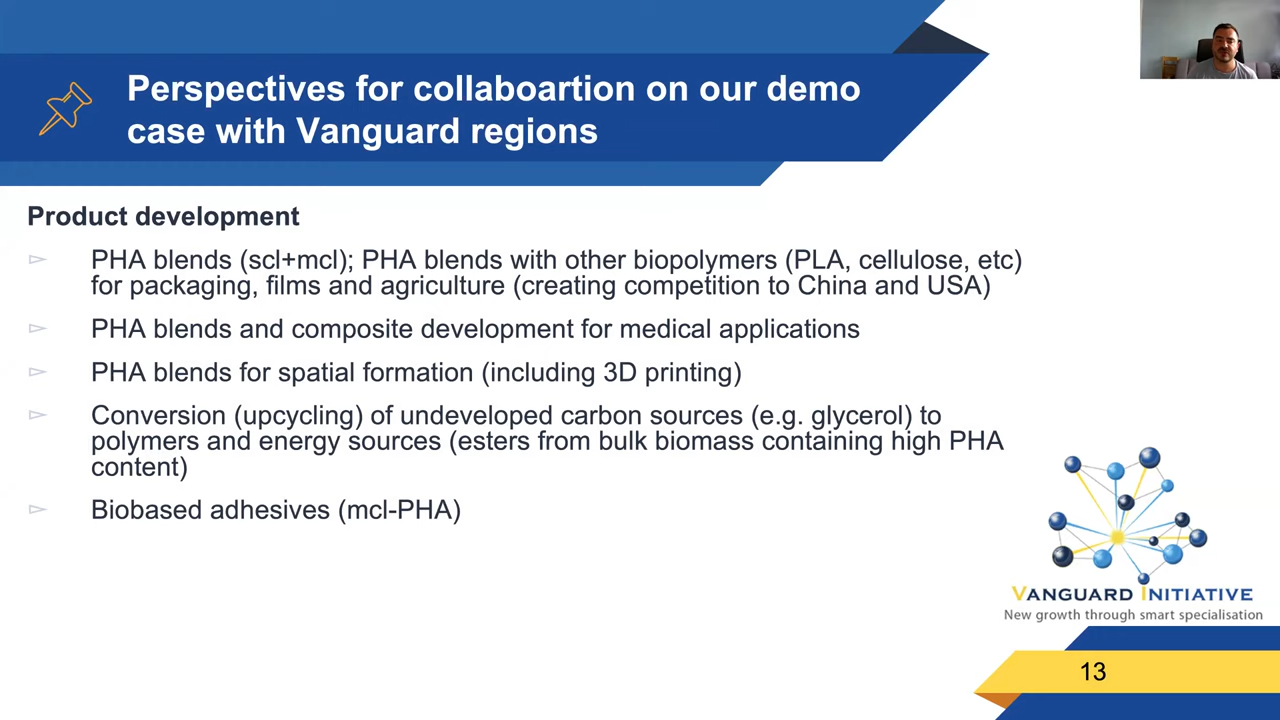 Perspectives for collaboartion on our demo
case with Vanguard regions
Product development
PHA blends (scl+mcl); PHA blends with other biopolymers (PLA, cellulose, etc)
for packaging, films and agriculture (creating competition to China and USA)
PHA blends and composite development for medical applications
PHA blends for spatial formation (including 3D printing)
Conversion (upcycling) of undeveloped carbon sources (e.g. glycerol) to
polymers and energy sources (esters from bulk biomass containing high PHA
content)
Biobased adhesives (mcl-PHA)
VANGUARD INITIATIVE
New growth through smart specialisation
13